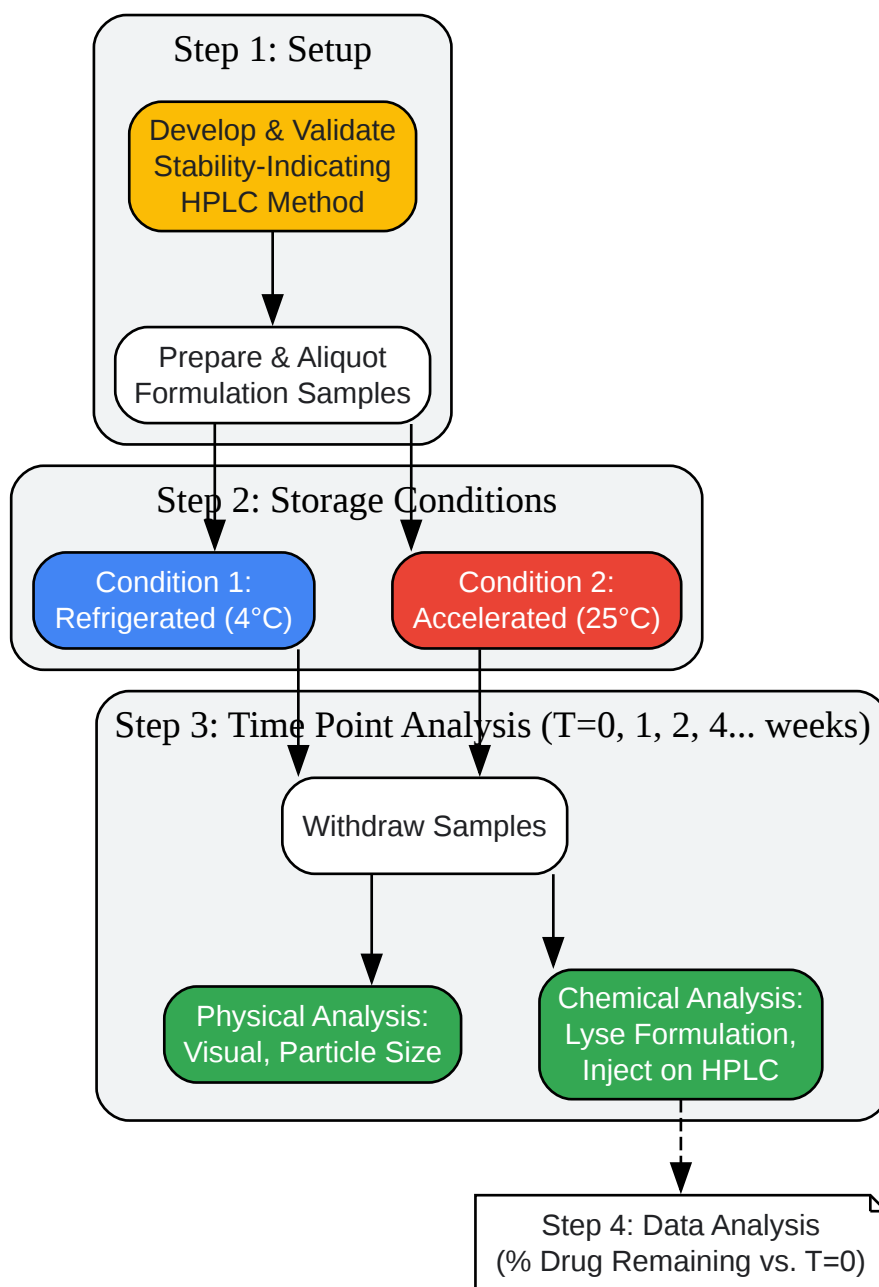 Step 1: Setup
Develop & Validate
Stability-Indicating
HPLC Method
Prepare & Aliquot
Formulation Samples
Step 2: Storage Conditions
Condition 1:
Refrigerated (4°C)
Condition 2:
Accelerated (25°C)
Step 3: Time Point Analysis (T=0, 1, 2, 4... weeks)
Withdraw Samples
Physical Analysis:
Visual, Particle Size
Chemical Analysis:
Lyse Formulation,
Inject on HPLC
Step 4: Data Analysis
(% Drug Remaining vs. T=0)